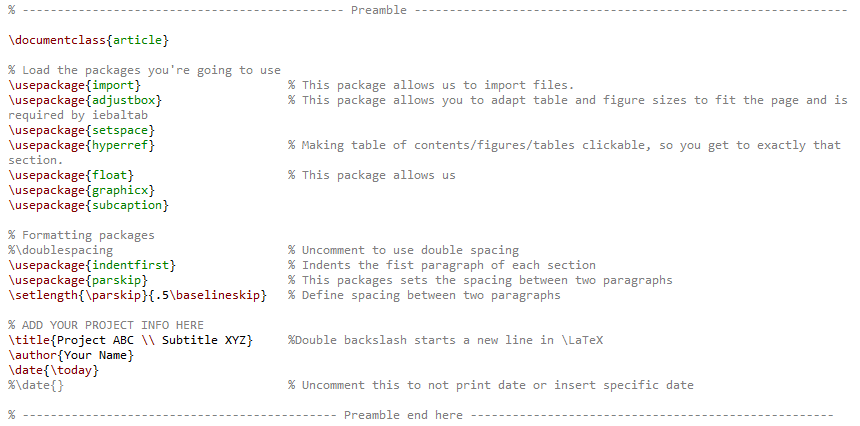 % ---------------------------------------------- Preamble --------------------------------------------------------------
\documentclass{article}
% Load the packages you're going to use
\usepackage{import} % This package allows us to import files.
\usepackage{adjustbox} % This package allows you to adapt table and figure sizes to fit the page and is
required by iebaltab
\usepackage{setspace}
\usepackage{hyperref} % Making table of contents/figures/tables clickable, so you get to exactly that
section.
\usepackage{float} % This package allows us
\usepackage{graphicx}
\usepackage{subcaption}
% Formatting packages
%\doublespacing % Uncomment to use double spacing
\usepackage{indentfirst} % Indents the fist paragraph of each section
\usepackage{parskip} % This packages sets the spacing between two paragraphs
\setlength{\parskip}{.5\baselineskip} % Define spacing between two paragraphs
% ADD YOUR PROJECT INFO HERE
\title{Project ABC \\ Subtitle XYZ} %Double backslash starts a new line in \LaTeX
\author{Your Name}
\date{\today}
%\date{} % Uncomment this to not print date or insert specific date
% --------------------------------------------- Preamble end here ----------------------------------------------------